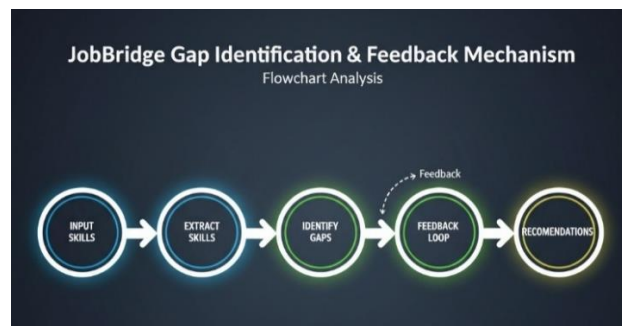 JobBridge Gap Identification & Feedback Mechanism
Flowchart Analysis
Feedback
INPUT
SKILLS
EXTRACT
SKILLS
IDENTIFY
GAPS
FEEDBACK
LOOP
RECOMENDATIONS